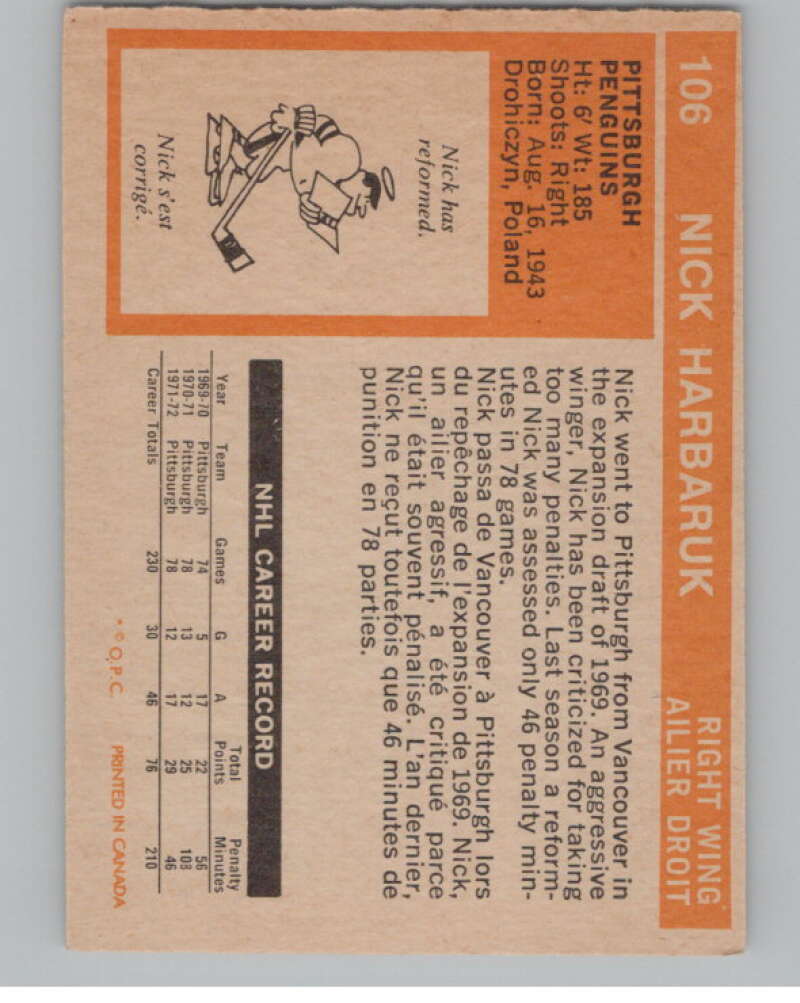 106 NICK HARBARUK RIGHT WING
AILIER DROIT
PITTSBURGH
PENGUINS
Ht: 6' Wt: 185
Shoots: Right
Born: Aug. 16, 1943
Drohiczyn, Poland
Nick has
reformed.
Nick s'est
corrigé.
Nick went to Pittsburgh from Vancouver in
the expansion draft of 1969. An aggressive
winger, Nick has been criticized for taking
too many penalties. Last season a reform-
ed Nick was assessed only 46 penalty min-
utes in 78 games.
Nick passa de Vancouver à Pittsburgh lors
du repêchage de l'expansion de 1969. Nick,
un ailier agressif, a été critiqué parce
qu'il était souvent pénalisé. L'an dernier,
Nick ne reçut toutefois que 46 minutes de
punition en 78 parties.
NHL CAREER RECORD
Year Team Games G A Total Points Penalty Minutes
1969-70 Pittsburgh 74 5 17 22 56
1970-71 Pittsburgh 78 13 12 25 108
1971-72 Pittsburgh 78 12 17 29 46
Career Totals 230 30 46 76 210
* © O.P.C. PRINTED IN CANADA